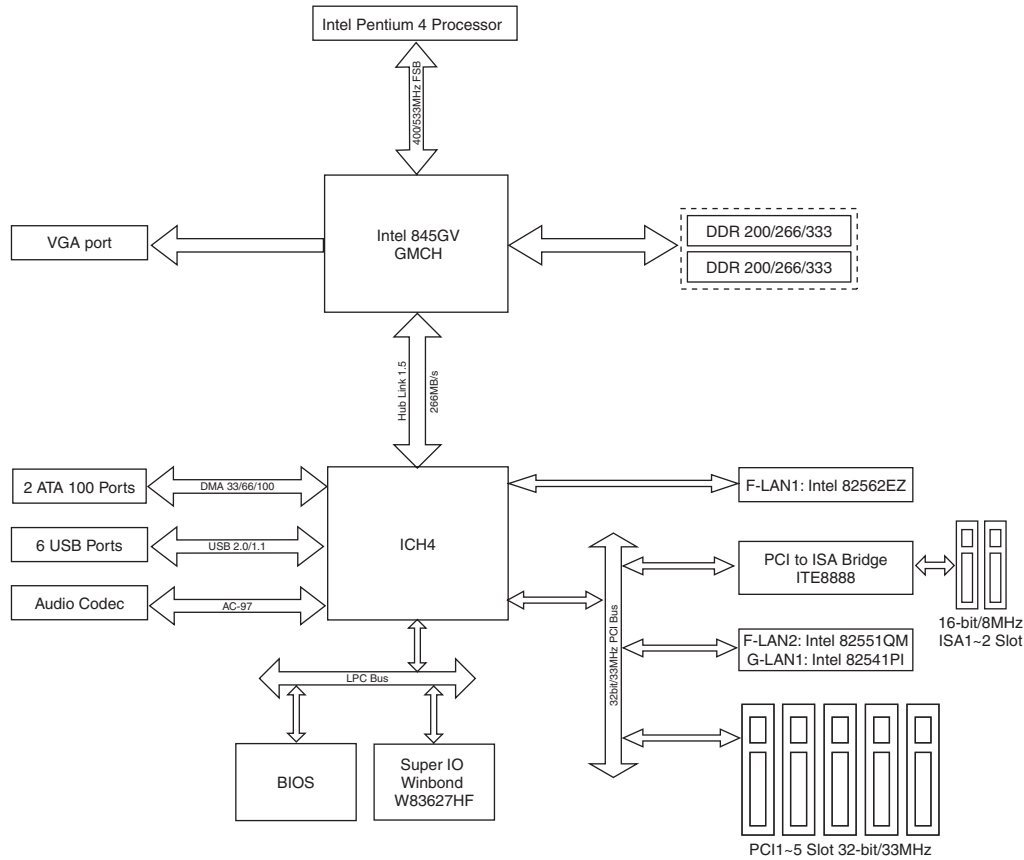 Intel Pentium 4 Processor
400/533MHz FSB
VGA port
Intel 845GV
GMCH
DDR 200/266/333
DDR 200/266/333
Hub Link 1.5
266MB/s
2 ATA 100 Ports
DMA 33/66/100
F-LAN1: Intel 82562EZ
6 USB Ports
USB 2.0/1.1
ICH4
PCI to ISA Bridge
ITE8888
Audio Codec
AC-97
16-bit/8MHz
ISA1~2 Slot
32bit/33MHz PCI Bus
F-LAN2: Intel 82551QM
G-LAN1: Intel 82541PI
LPC Bus
BIOS
Super IO
Winbond
W83627HF
PCI1~5 Slot 32-bit/33MHz